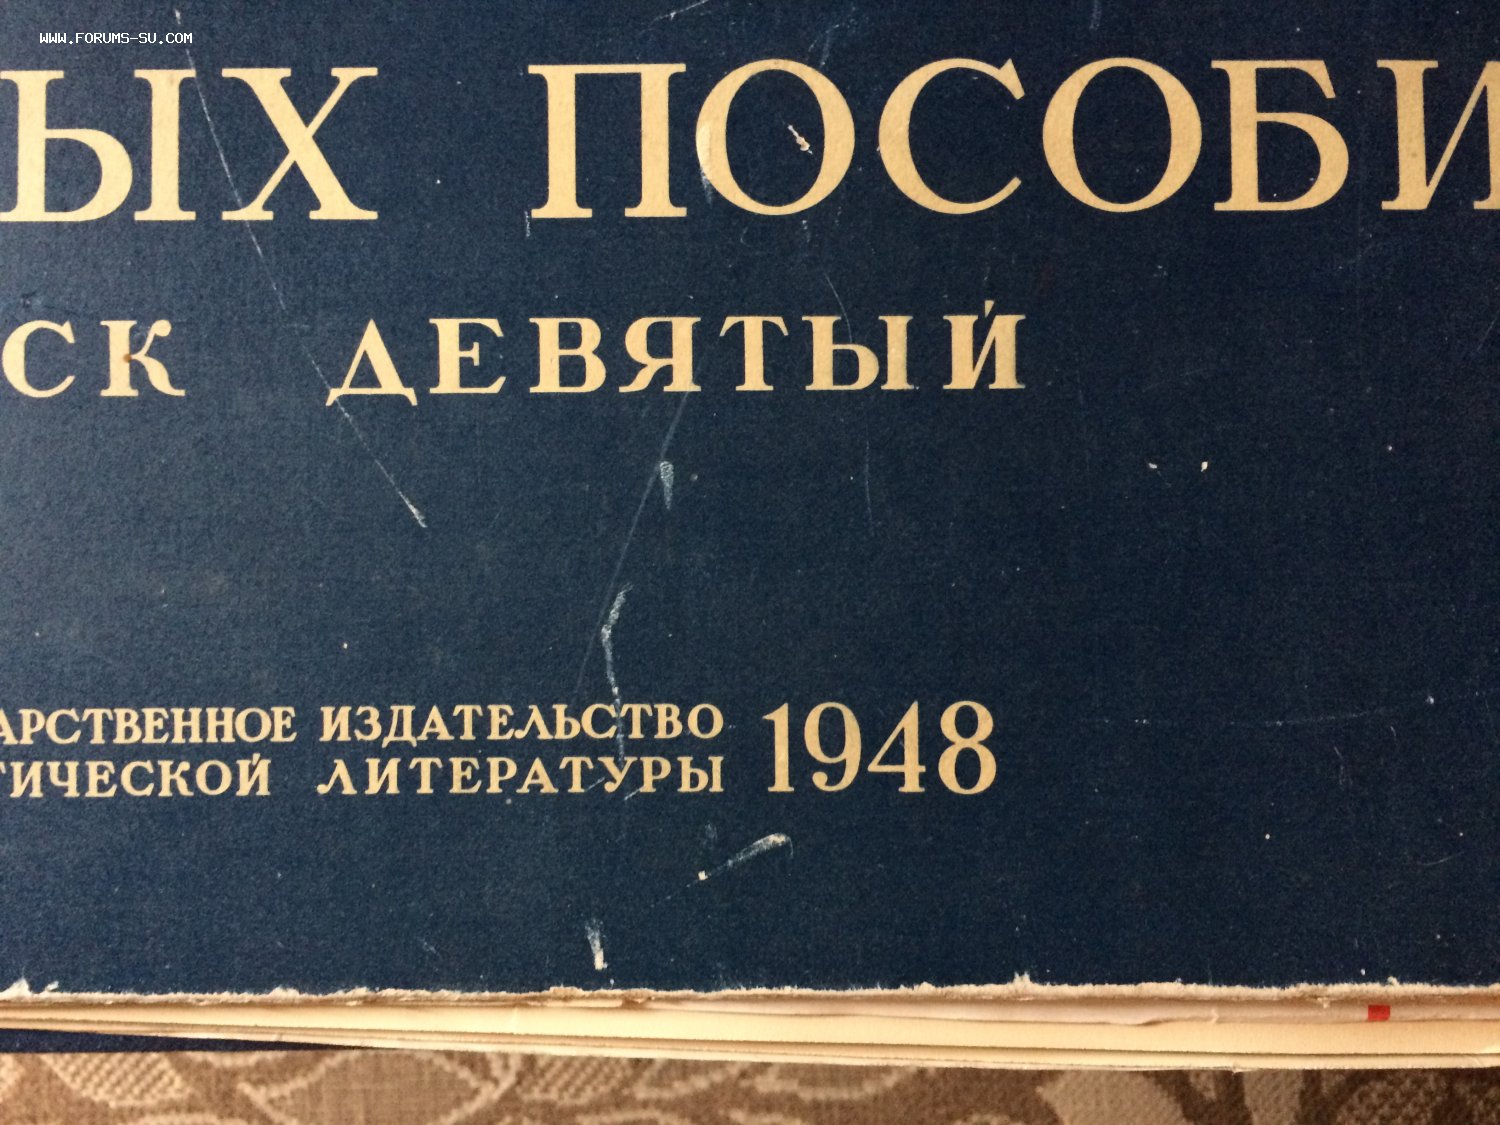 WWW.FORUMS-SU.COM
ЫХ ПОСОБИ
СК ДЕВЯТЫЙ
АРСТВЕННОЕ ИЗДАТЕЛЬСТВО
ТИЧЕСКОЙ ЛИТЕРАТУРЫ 1948